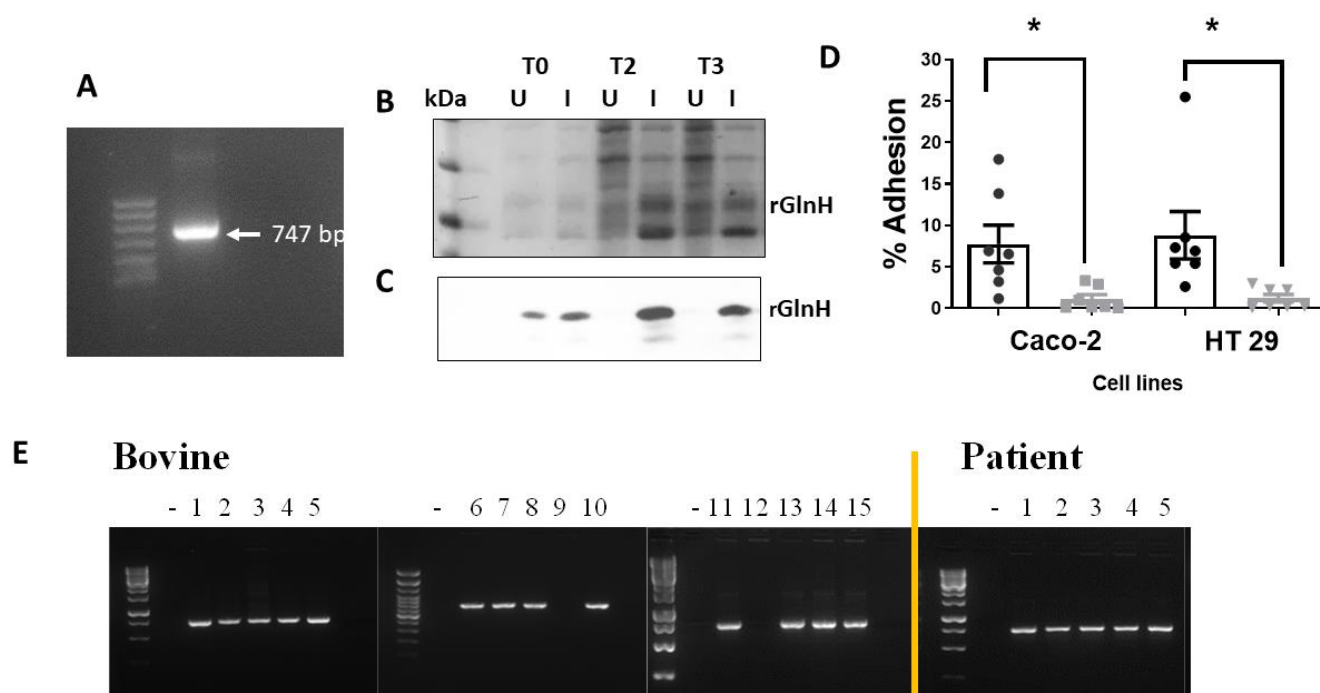 A
747 bp
B
kDa
T0 T2 T3
U I U I U I
rGlnH
C
rGlnH
D
* *
% Adhesion
30
25
20
15
10
5
0
Caco-2 HT 29
Cell lines
E
Bovine Patient
- 1 2 3 4 5 - 6 7 8 9 10 - 11 12 13 14 15 - 1 2 3 4 5